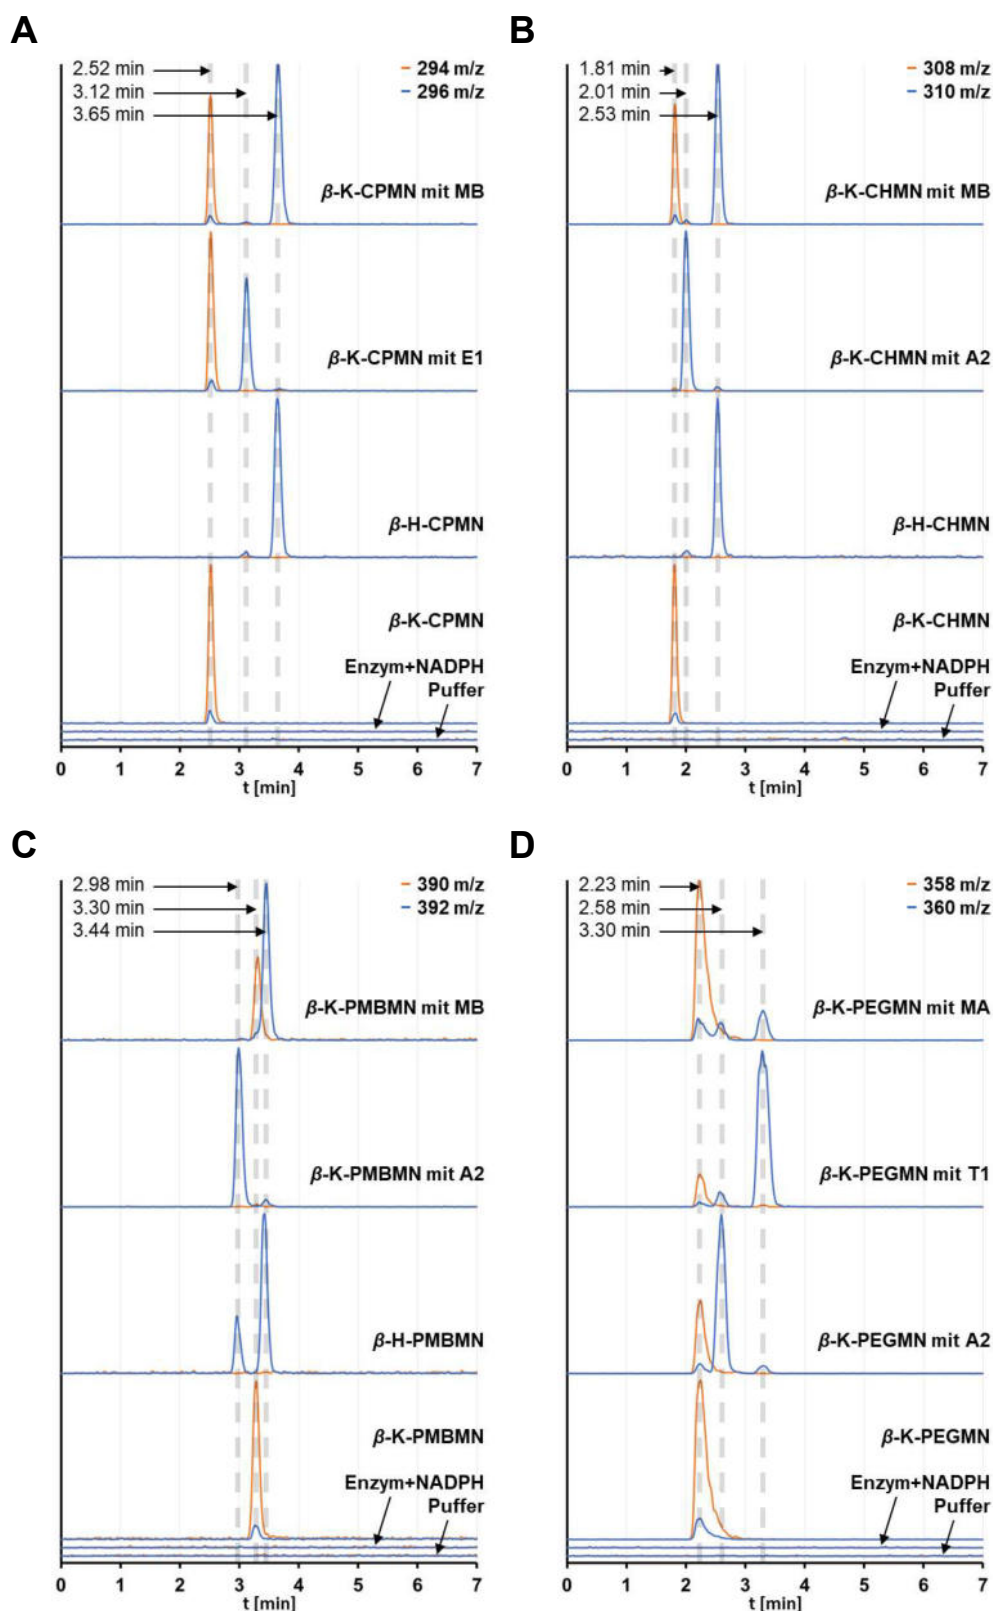 A
2.52 min
3.12 min
3.65 min
294 m/z
296 m/z
β-K-CPMN mit MB
β-K-CPMN mit E1
β-H-CPMN
β-K-CPMN
Enzym+NADPH
Puffer
0 1 2 3 4 5 6 7
t [min]
B
1.81 min
2.01 min
2.53 min
308 m/z
310 m/z
β-K-CHMN mit MB
β-K-CHMN mit A2
β-H-CHMN
β-K-CHMN
Enzym+NADPH
Puffer
0 1 2 3 4 5 6 7
t [min]
C
2.98 min
3.30 min
3.44 min
390 m/z
392 m/z
β-K-PMBMN mit MB
β-K-PMBMN mit A2
β-H-PMBMN
β-K-PMBMN
Enzym+NADPH
Puffer
0 1 2 3 4 5 6 7
t [min]
D
2.23 min
2.58 min
3.30 min
358 m/z
360 m/z
β-K-PEGMN mit MA
β-K-PEGMN mit T1
β-K-PEGMN mit A2
β-K-PEGMN
Enzym+NADPH
Puffer
0 1 2 3 4 5 6 7
t [min]